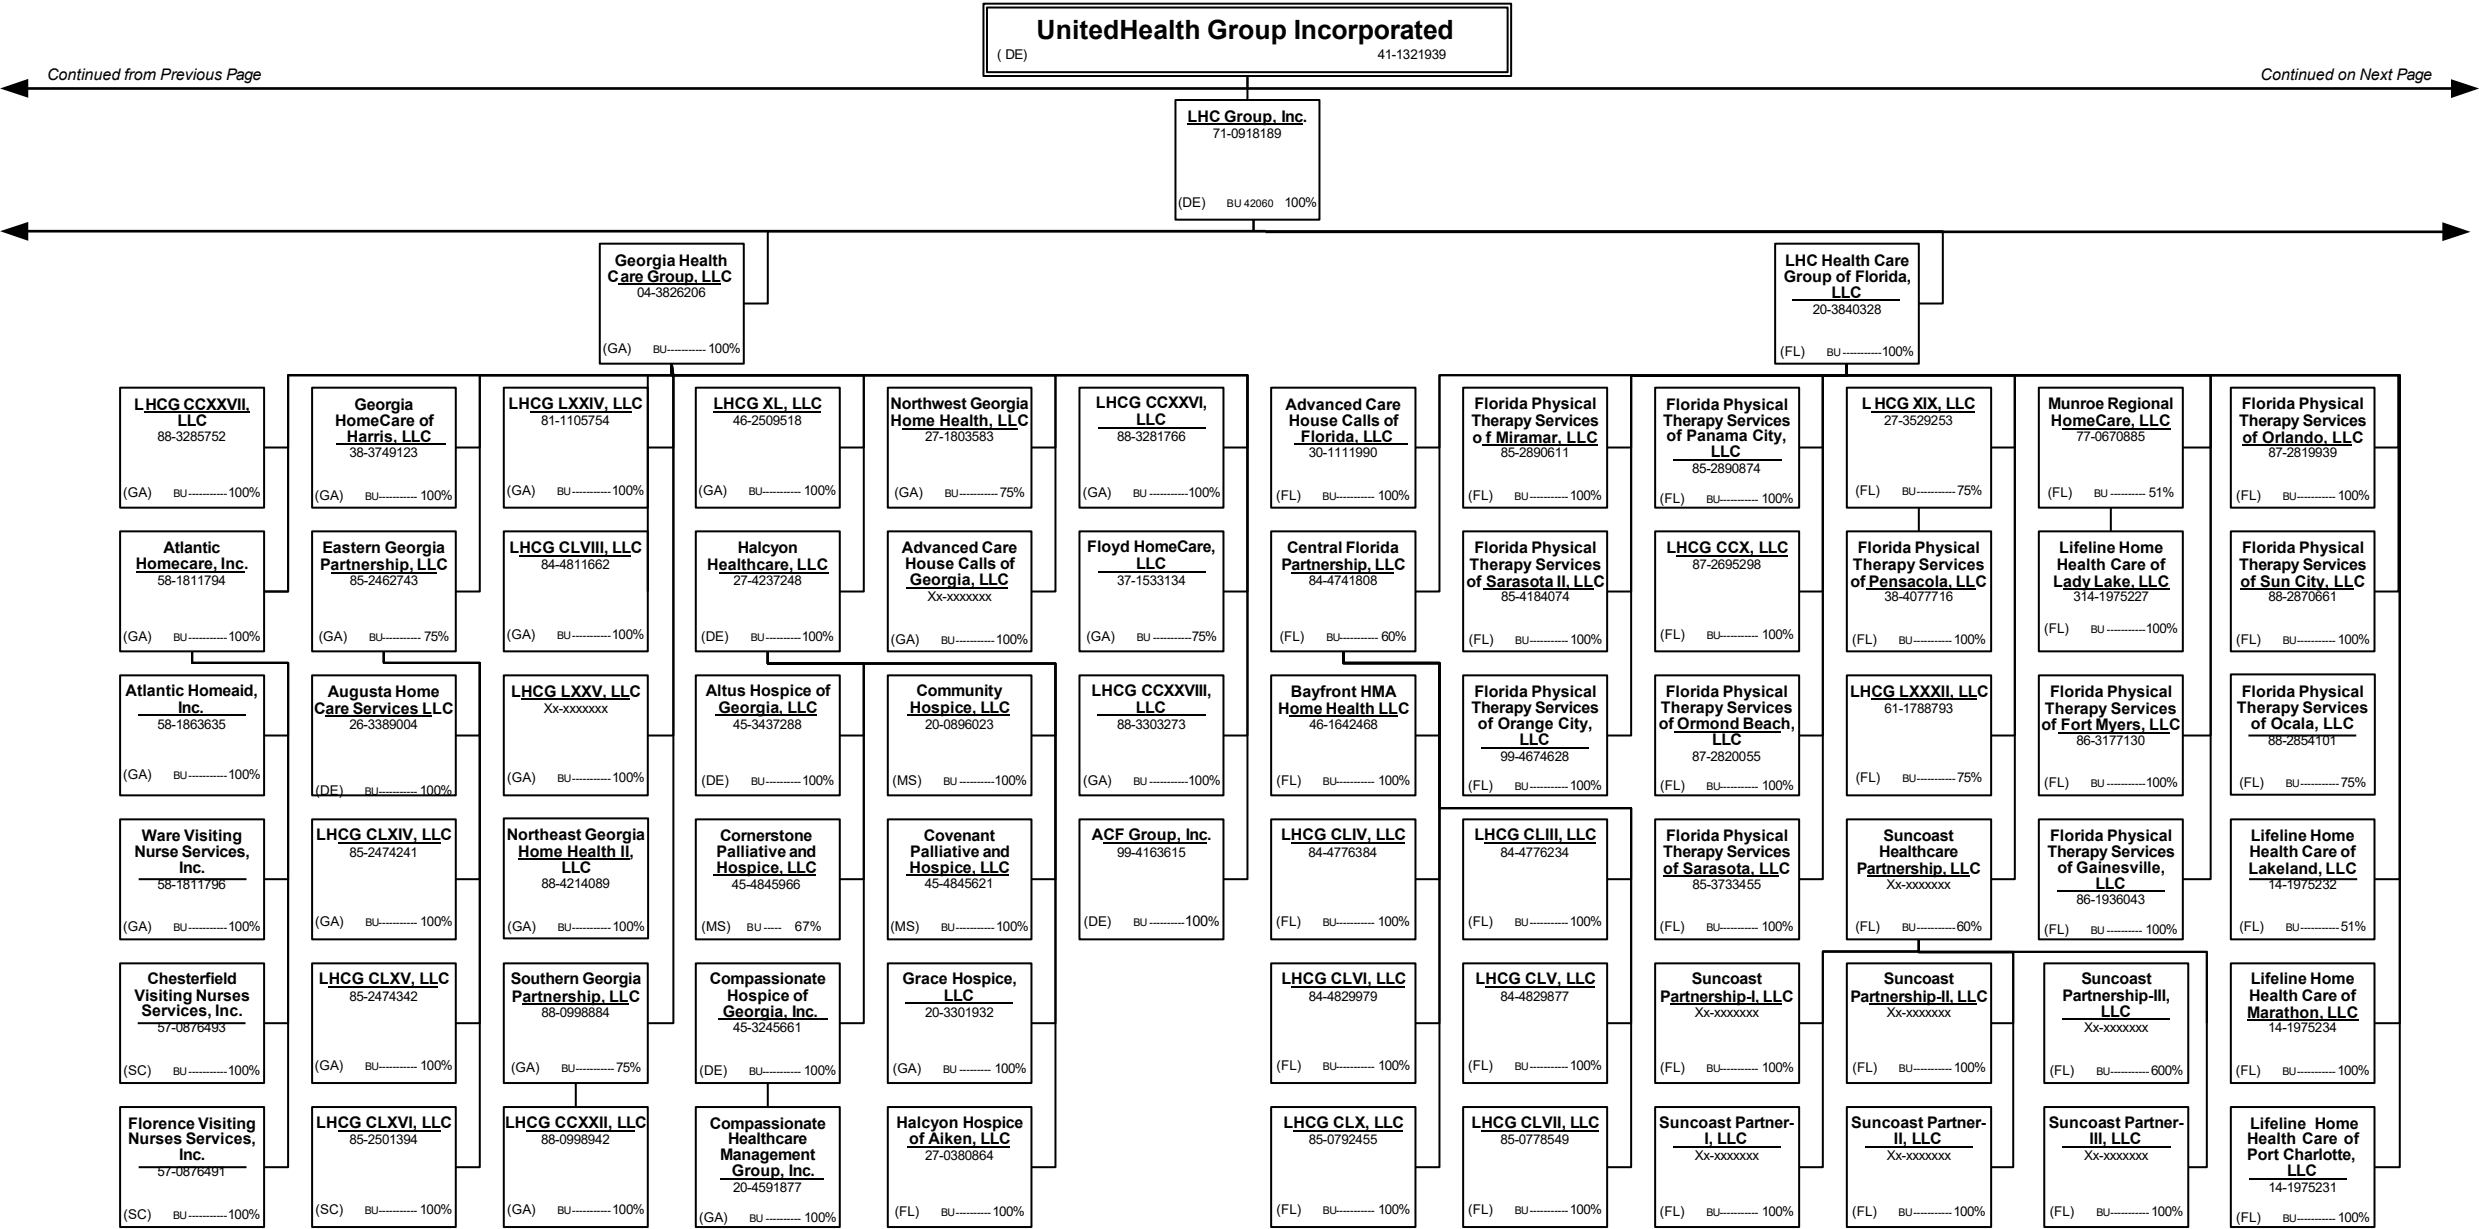 UnitedHealth Group Incorporated
( DE) 41-1321939
Continued from Previous Page
Continued on Next Page
LHC Group, Inc.
71-0918189
(DE) BU 42060 100%
Georgia Health
Care Group, LLC
04-3826206
(GA) BU----------- 100%
LHC Health Care
Group of Florida,
LLC
20-3840328
(FL) BU -----------100%
LHCG CCXXVII,
LLC
88-3285752
(GA) BU-----------100%
Georgia
HomeCare of
Harris, LLC
38-3749123
(GA) BU----------- 100%
LHCG LXXIV, LLC
81-1105754
(GA) BU-----------100%
LHCG XL, LLC
46-2509518
(GA) BU----------- 100%
Northwest Georgia
Home Health, LLC
27-1803583
(GA) BU----------- 75%
LHCG CCXXVI,
LLC
88-3281766
(GA) BU -----------100%
Advanced Care
House Calls of
Florida, LLC
30-1111990
(FL) BU----------- 100%
Florida Physical
Therapy Services
of Miramar, LLC
85-2890611
(FL) BU----------- 100%
Florida Physical
Therapy Services
of Panama City,
LLC
85-2890874
(FL) BU----------- 100%
LHCG XIX, LLC
27-3529253
(FL) BU-----------75%
Munroe Regional
HomeCare, LLC
77-0670885
(FL) BU ---------- 51%
Florida Physical
Therapy Services
of Orlando, LLC
87-2819939
(FL) BU----------- 100%
Atlantic
Homecare, Inc.
58-1811794
(GA) BU-----------100%
Eastern Georgia
Partnership, LLC
85-2462743
(GA) BU----------- 75%
LHCG CLVIII, LLC
84-4811662
(GA) BU-----------100%
Halcyon
Healthcare, LLC
27-4237248
(DE) BU-----------100%
Advanced Care
House Calls of
Georgia, LLC
Xx-xxxxxxx
(GA) BU-----------100%
Floyd HomeCare,
LLC
37-1533134
(GA) BU -----------75%
Central Florida
Partnership, LLC
84-4741808
(FL) BU----------- 60%
Florida Physical
Therapy Services
of Sarasota II, LLC
85-4184074
(FL) BU----------- 100%
LHCG CCX, LLC
87-2695298
(FL) BU----------- 100%
Florida Physical
Therapy Services
of Pensacola, LLC
38-4077716
(FL) BU----------- 100%
Lifeline Home
Health Care of
Lady Lake, LLC
314-1975227
(FL) BU -----------100%
Florida Physical
Therapy Services
of Sun City, LLC
88-2870661
(FL) BU----------- 100%
Atlantic Homeaid,
Inc.
58-1863635
(GA) BU-----------100%
Augusta Home
Care Services LLC
26-3389004
(DE) BU----------- 100%
LHCG LXXV, LLC
Xx-xxxxxxx
(GA) BU-----------100%
Altus Hospice of
Georgia, LLC
45-3437288
(DE) BU-----------100%
Community
Hospice, LLC
20-0896023
(MS) BU-----------100%
LHCG CCXXVIII,
LLC
88-3303273
(GA) BU -----------100%
Bayfront HMA
Home Health LLC
46-1642468
(FL) BU----------- 100%
Florida Physical
Therapy Services
of Orange City,
LLC
99-4674628
(FL) BU----------- 100%
Florida Physical
Therapy Services
of Ormond Beach,
LLC
87-2820055
(FL) BU----------- 100%
LHCG LXXXII, LLC
61-1788793
(FL) BU-----------75%
Florida Physical
Therapy Services
of Fort Myers, LLC
86-3177130
(FL) BU-----------100%
Florida Physical
Therapy Services
of Ocala, LLC
88-2854101
(FL) BU-----------75%
Ware Visiting
Nurse Services,
Inc.
58-1811796
(GA) BU-----------100%
LHCG CLXIV, LLC
85-2474241
(GA) BU----------- 100%
Northeast Georgia
Home Health II,
LLC
88-4214089
(GA) BU-----------100%
Cornerstone
Palliative and
Hospice, LLC
45-4845966
(MS) BU ----- 67%
Covenant
Palliative and
Hospice, LLC
45-4845621
(MS) BU-----------100%
ACF Group, Inc.
99-4163615
(DE) BU ----------100%
LHCG CLIV, LLC
84-4776384
(FL) BU----------- 100%
LHCG CLIII, LLC
84-4776234
(FL) BU-----------100%
Florida Physical
Therapy Services
of Sarasota, LLC
85-3733455
(FL) BU----------- 100%
Suncoast
Healthcare
Partnership, LLC
Xx-xxxxxxx
(FL) BU-----------60%
Florida Physical
Therapy Services
of Gainesville,
LLC
86-1936043
(FL) BU ---------- 100%
Lifeline Home
Health Care of
Lakeland, LLC
14-1975232
(FL) BU-----------51%
Chesterfield
Visiting Nurses
Services, Inc.
57-0876493
(SC) BU-----------100%
LHCG CLXV, LLC
85-2474342
(GA) BU----------- 100%
Southern Georgia
Partnership, LLC
88-0998884
(GA) BU-----------75%
Compassionate
Hospice of
Georgia, Inc.
45-3245661
(DE) BU----------- 100%
Grace Hospice,
LLC
20-3301932
(GA) BU --------- 100%
LHCG CLVI, LLC
84-4829979
(FL) BU----------- 100%
LHCG CLV, LLC
84-4829877
(FL) BU-----------100%
Suncoast
Partnership-I, LLC
Xx-xxxxxxx
(FL) BU----------- 100%
Suncoast
Partnership-II, LLC
Xx-xxxxxxx
(FL) BU----------- 100%
Suncoast
Partnership-III,
LLC
Xx-xxxxxxx
(FL) BU-----------600%
Lifeline Home
Health Care of
Marathon, LLC
14-1975234
(FL) BU----------- 100%
Florence Visiting
Nurses Services,
Inc.
57-0876491
(SC) BU-----------100%
LHCG CLXVI, LLC
85-2501394
(SC) BU----------- 100%
LHCG CCXXII, LLC
88-0998942
(GA) BU-----------100%
Compassionate
Healthcare
Management
Group, Inc.
20-4591877
(GA) BU ---------- 100%
Halcyon Hospice
of Aiken, LLC
27-0380864
(FL) BU----------100%
LHCG CLX, LLC
85-0792455
(FL) BU----------- 100%
LHCG CLVII, LLC
85-0778549
(FL) BU-----------100%
Suncoast Partner-
I, LLC
Xx-xxxxxxx
(FL) BU----------- 100%
Suncoast Partner-
II, LLC
Xx-xxxxxxx
(FL) BU----------- 100%
Suncoast Partner-
III, LLC
Xx-xxxxxxx
(FL) BU----------- 100%
Lifeline Home
Health Care of
Port Charlotte,
LLC
14-1975231
(FL) BU----------- 100%